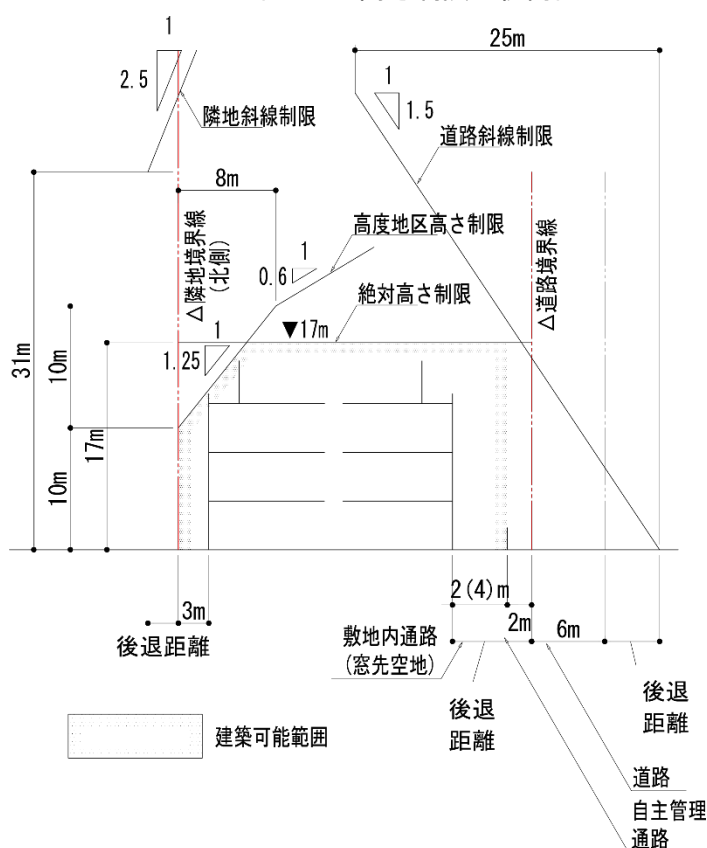 1
2.5
隣地斜線制限
25m
1
1.5
道路斜線制限
8m
高度地区高さ制限
1
0.6
△隣地境界線
(北側)
△道路境界線
絶対高さ制限
▼17m
1
1.25
31m
10m
17m
10m
3m
後退距離
2(4)m
2m
6m
敷地内通路
(窓先空地)
後退
距離
後退
距離
建築可能範囲
道路
自主管理
通路